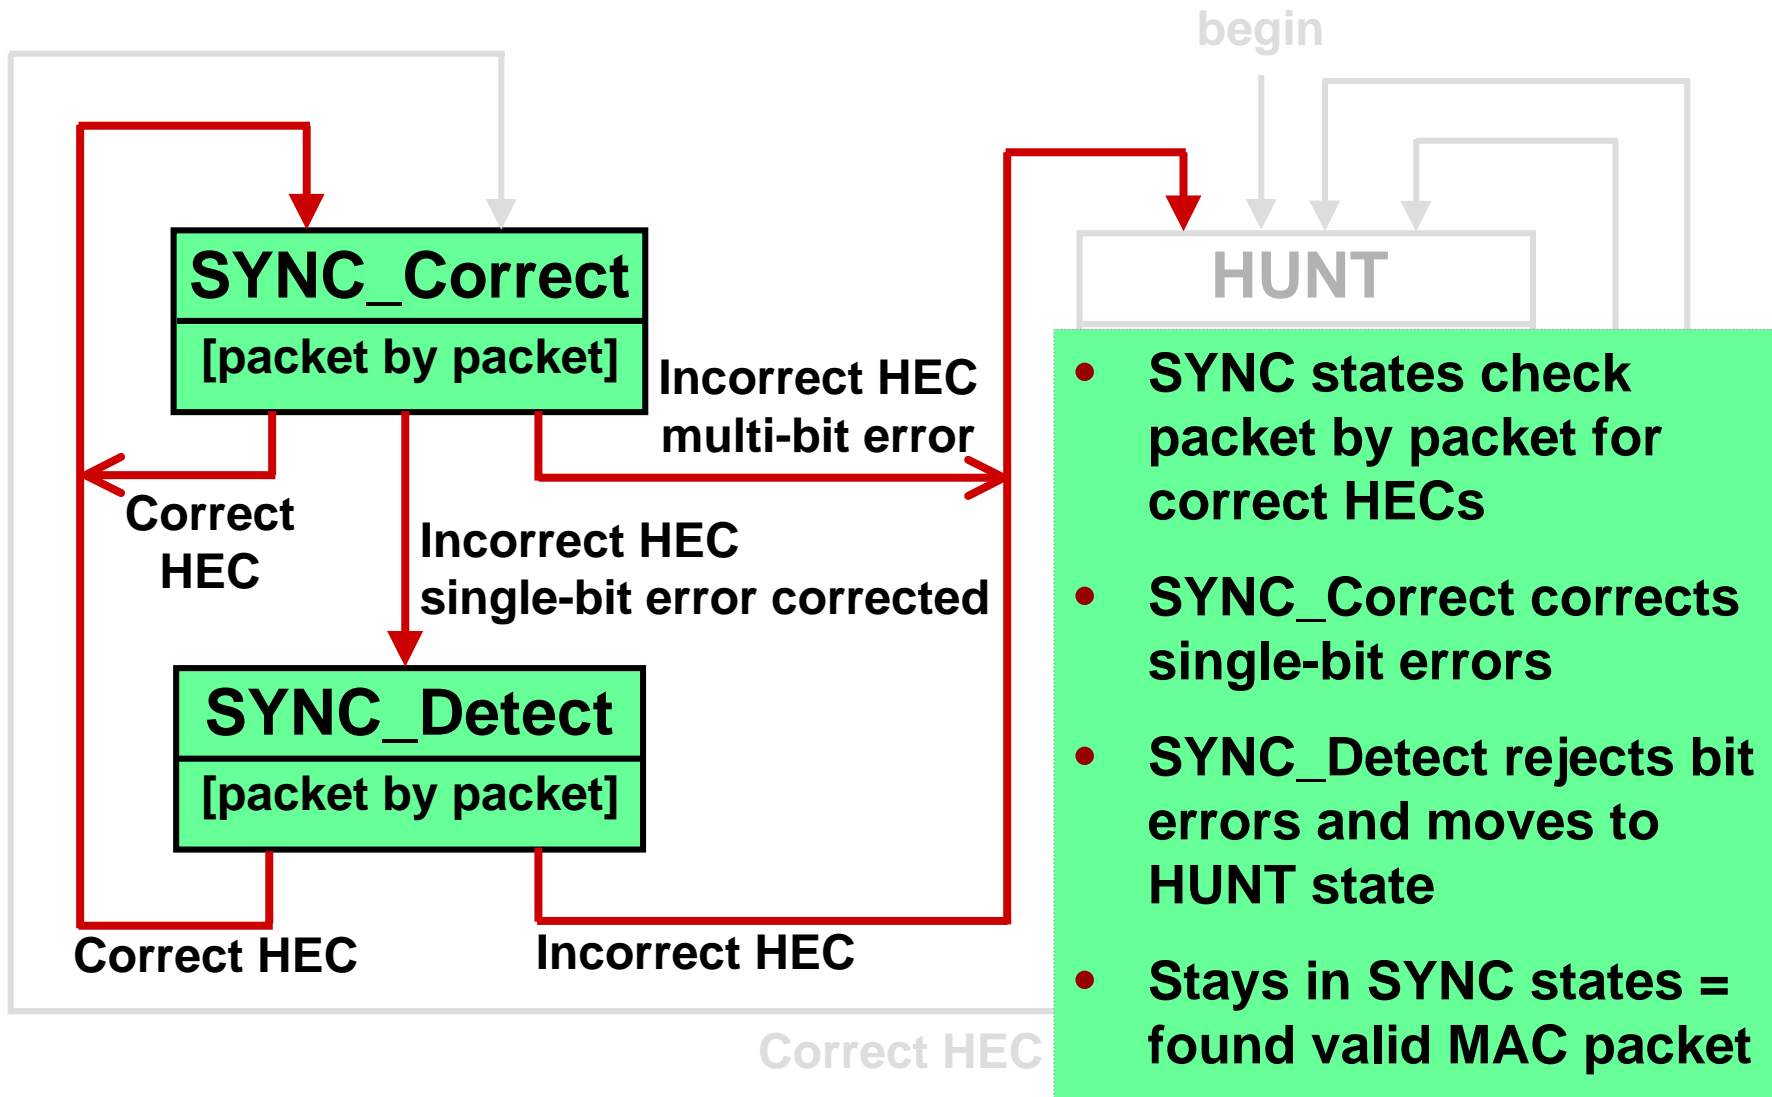 begin
SYNC_Correct
[packet by packet]
HUNT
Incorrect HEC
multi-bit error
Correct
HEC
Incorrect HEC
single-bit error corrected
SYNC_Detect
[packet by packet]
Correct HEC
Incorrect HEC
Correct HEC
• SYNC states check
packet by packet for
correct HECs
• SYNC_Correct corrects
single-bit errors
• SYNC_Detect rejects bit
errors and moves to
HUNT state
• Stays in SYNC states =
found valid MAC packet